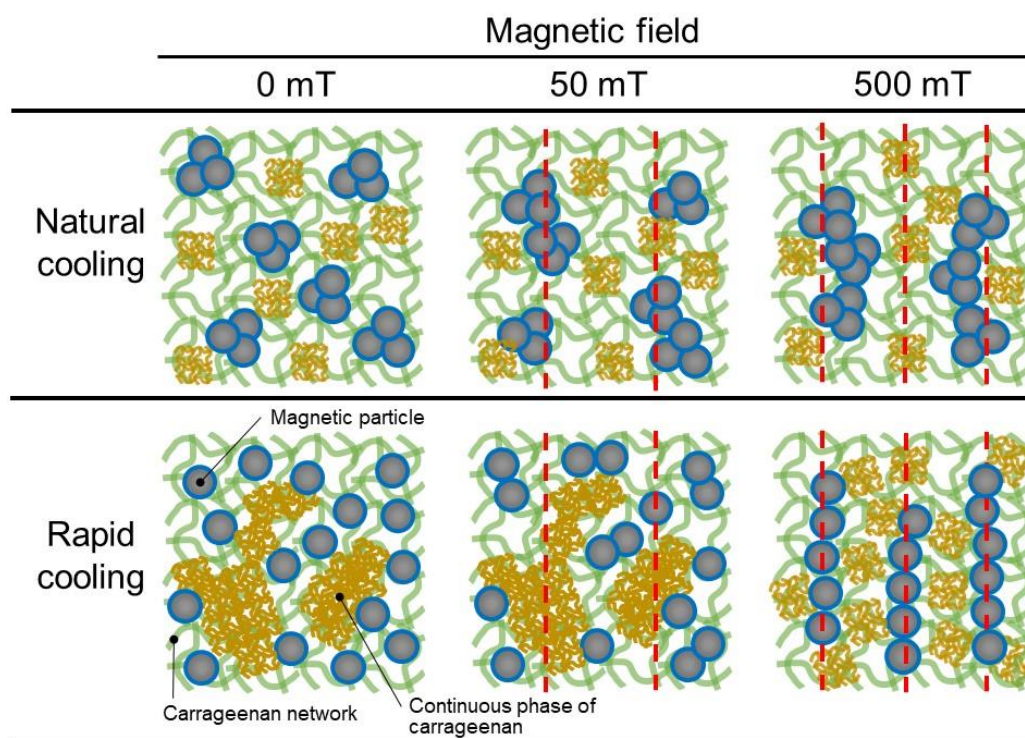 Magnetic field
0 mT
50 mT
500 mT
Natural
cooling
Magnetic particle
Rapid
cooling
Carrageenan network
Continuous phase of
carrageenan